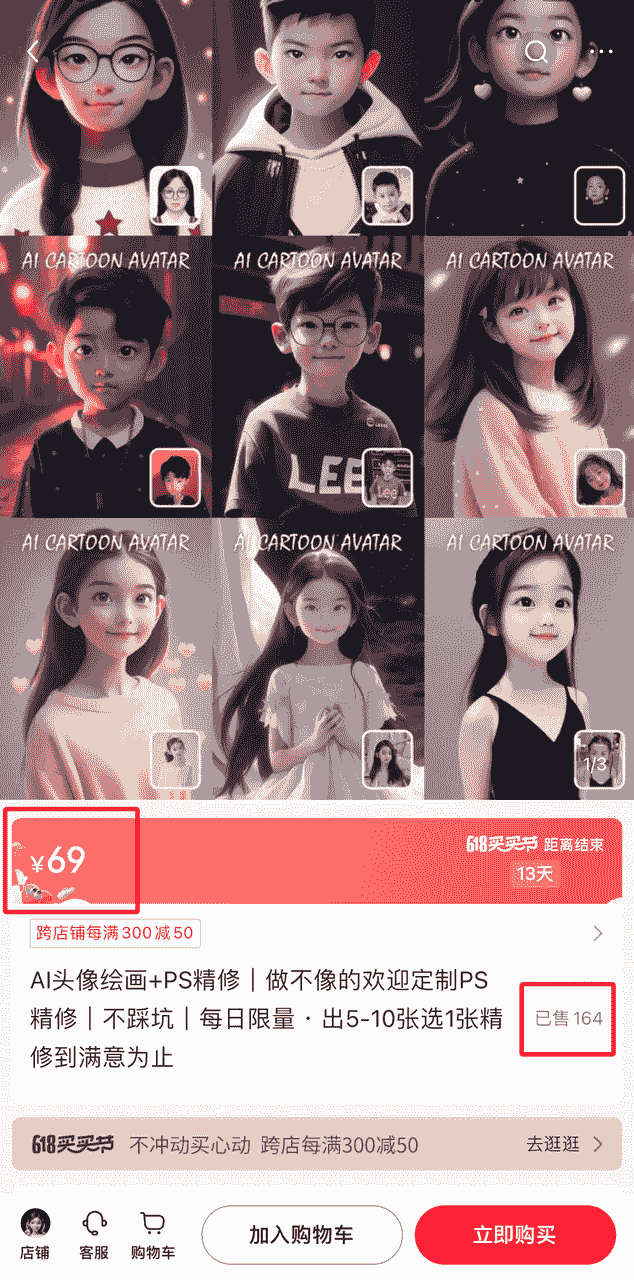 AI CARTOON AVATAR
AI CARTOON AVATAR
AI CARTOON AVATAR
LEE
Lee
AI CARTOON AVATAR
AI CARTOON AVATAR
AI CARTOON AVATAR
1/3
¥69
618买买节 距离结束
13天
跨店铺每满300减50
AI头像绘画+PS精修｜做不像的欢迎定制PS
精修｜不踩坑｜每日限量·出5-10张选1张精
修到满意为止
已售 164
618买买节 不冲动买心动 跨店每满300减50 去逛逛
店铺 客服 购物车 加入购物车 立即购买